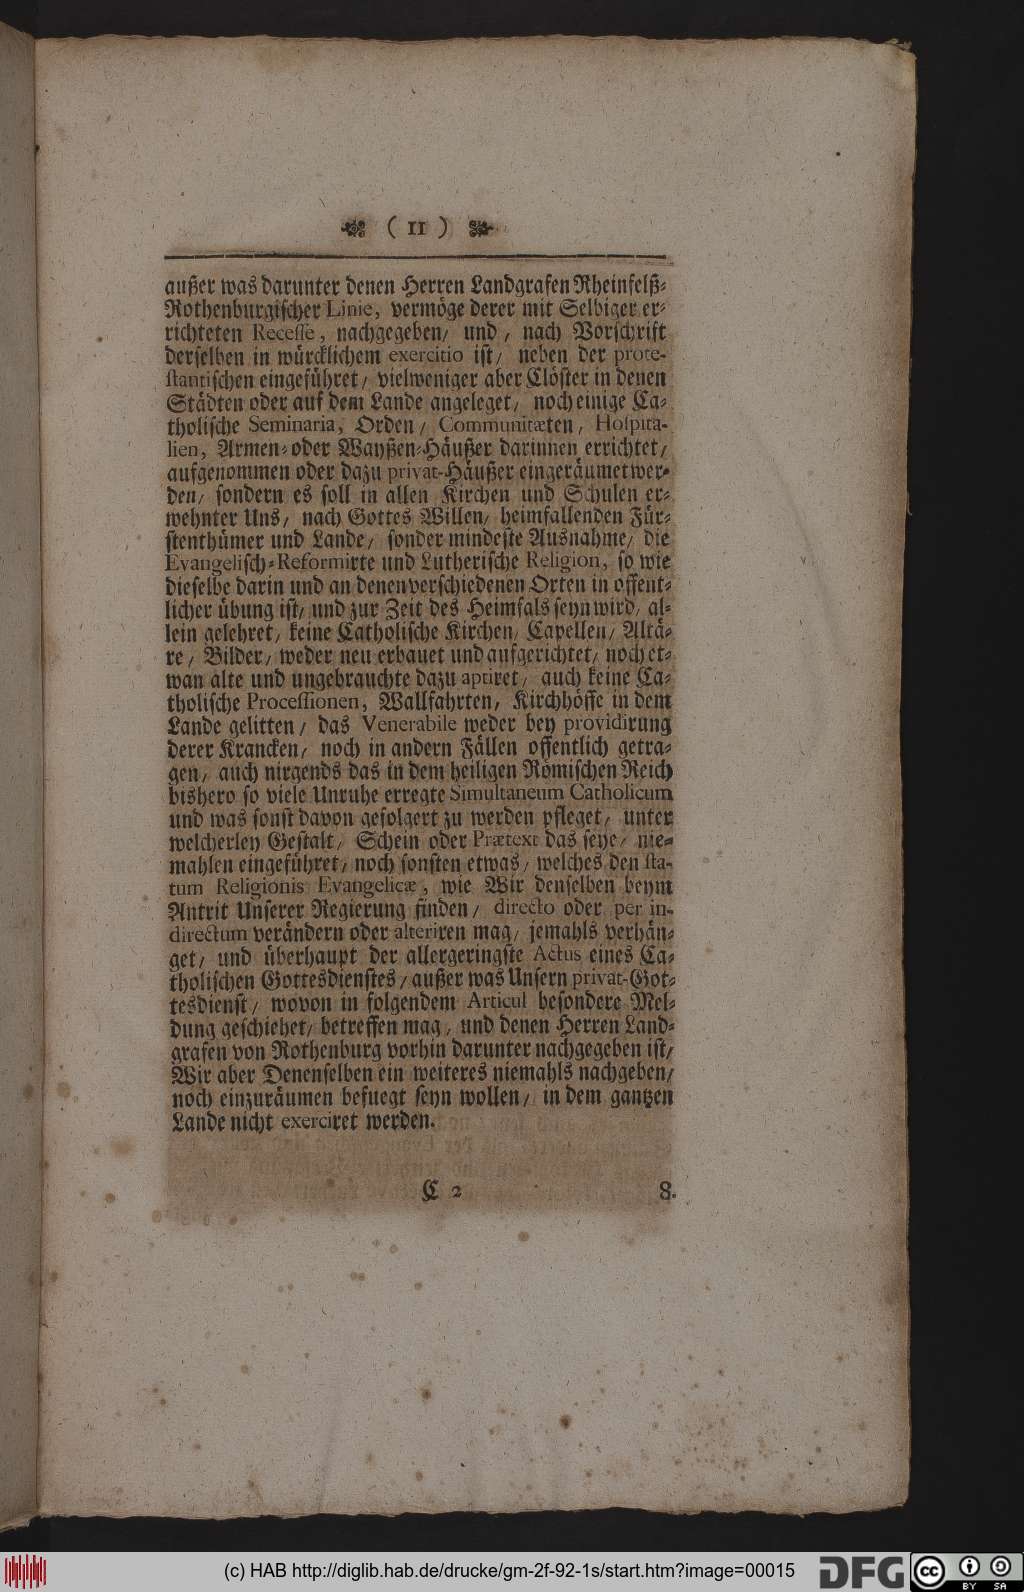 ( 11 )
außer was darunter denen Herren Landgrafen Rheinfelß-
Rothenburgischer Linie, vermöge derer mit Selbiger er-
richteten Recesse, nachgegeben/ und, nach Vorschrift
derselben in würcklichem exercitio ist/ neben der prote-
stantischen eingeführet/ vielweniger aber Clöster in denen
Städten oder auf dem Lande angeleget/ noch einige Ca-
tholische Seminaria, Orden/ Communitæten, Hospita-
lien, Armen- oder Wayßen-Häußer darinnen errichtet/
aufgenommen oder dazu privat-Häußer eingeräumet wer-
den/ sondern es soll in allen Kirchen und Schulen er-
wehnter Uns/ nach Gottes Willen/ heimfallenden Für-
stenthümer und Lande/ sonder mindeste Ausnahme/ die
Evangelisch-Reformirte und Lutherische Religion, so wie
dieselbe darin und an denen verschiedenen Orten in offent-
licher übung ist/ und zur Zeit des Heimfals seyn wird/ al-
lein gelehret/ keine Catholische Kirchen/ Capellen/ Altä-
re/ Bilder/ weder neu erbauet und aufgerichtet/ noch et-
wan alte und ungebrauchte dazu aptiret/ auch keine Ca-
tholische Processionen, Wallfahrten, Kirchhöffe in dem
Lande gelitten/ das Venerabile weder bey providirung
derer Krancken/ noch in andern Fällen offentlich getra-
gen/ auch nirgends das in dem heiligen Römischen Reich
bishero so viele Unruhe erregte Simultaneum Catholicum
und was sonst davon gefolgert zu werden pfleget/ unter
welcherley Gestalt/ Schein oder Prætext das seye/ nie-
mahlen eingeführet/ noch sonsten etwas/ welches den sta-
tum Religionis Evangelicæ, wie Wir denselben beym
Antrit Unserer Regierung finden/ directo oder per in-
directum verändern oder alteriren mag/ jemahls verhän-
get/ und überhaupt der allergeringste Actus eines Ca-
tholischen Gottesdienstes/ außer was Unsern privat-Got-
tesdienst/ wovon in folgendem Articul besondere Mel-
dung geschiehet/ betreffen mag, und denen Herren Land-
grafen von Rothenburg vorhin darunter nachgegeben ist/
Wir aber Denenselben ein weiteres niemahls nachgeben/
noch einzuräumen befuegt seyn wollen/ in dem gantzen
Lande nicht exerciret werden.
C 2 8.
(c) HAB http://diglib.hab.de/drucke/gm-2f-92-1s/start.htm?image=00015
DFG
cc BY SA